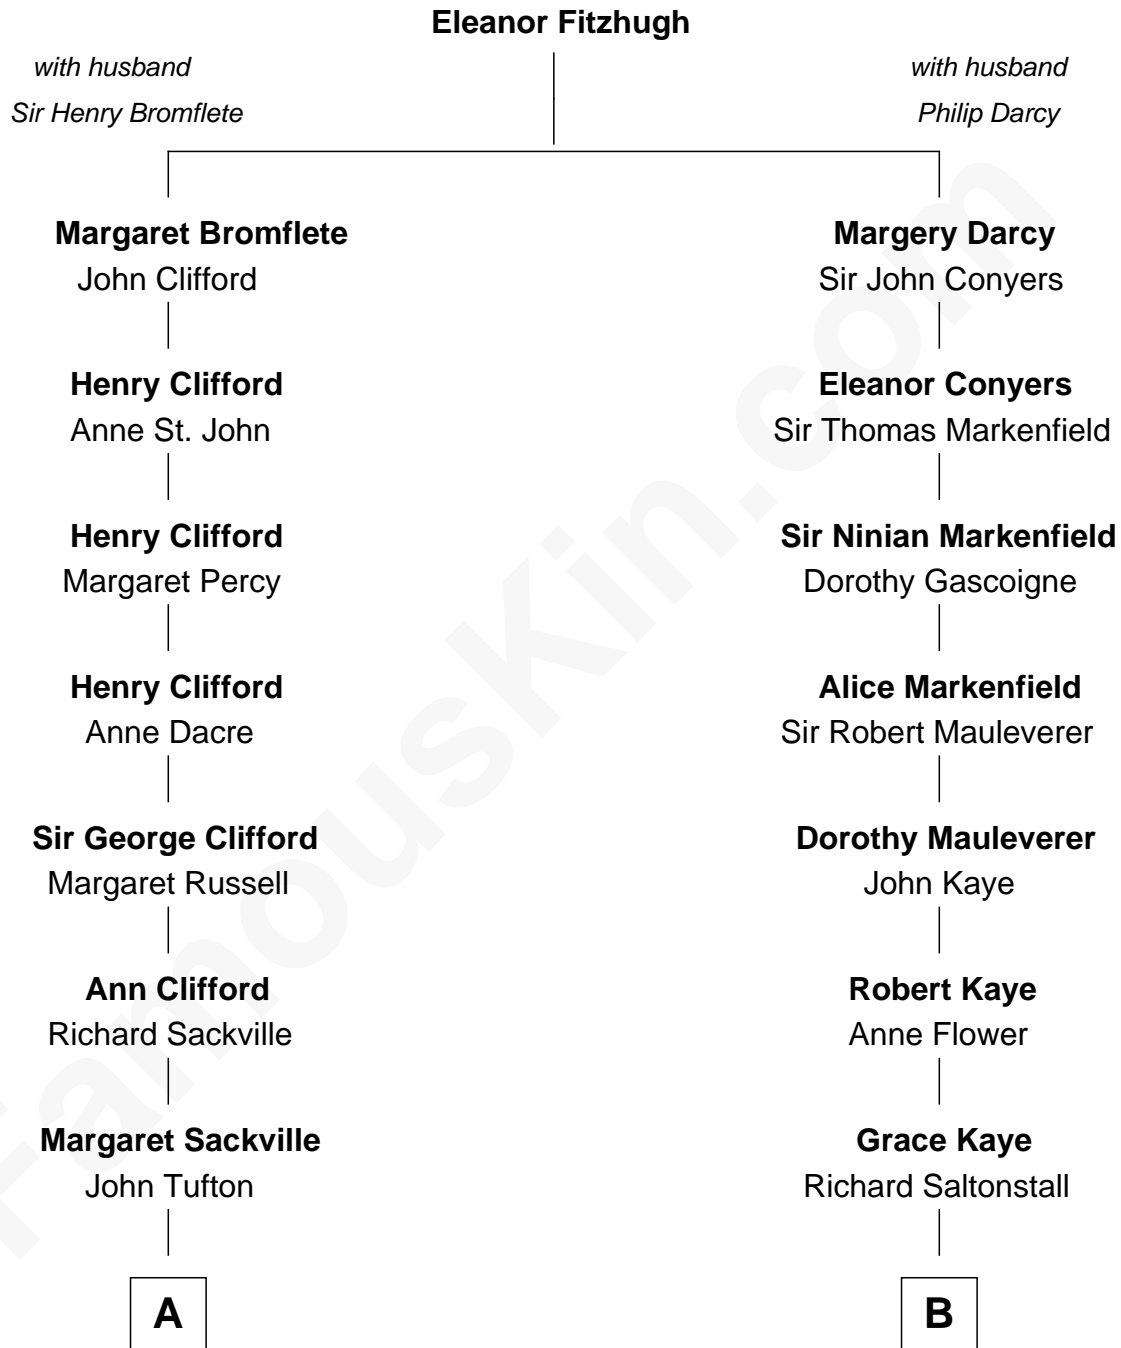 Eleanor Fitzhugh
with husband
Sir Henry Bromflete
with husband
Philip Darcy
Margaret Bromflete
John Clifford
Henry Clifford
Anne St. John
Henry Clifford
Margaret Percy
Henry Clifford
Anne Dacre
Sir George Clifford
Margaret Russell
Ann Clifford
Richard Sackville
Margaret Sackville
John Tufton
A
Margery Darcy
Sir John Conyers
Eleanor Conyers
Sir Thomas Markenfield
Sir Ninian Markenfield
Dorothy Gascoigne
Alice Markenfield
Sir Robert Mauleverer
Dorothy Mauleverer
John Kaye
Robert Kaye
Anne Flower
Grace Kaye
Richard Saltonstall
B
FamousKin.com